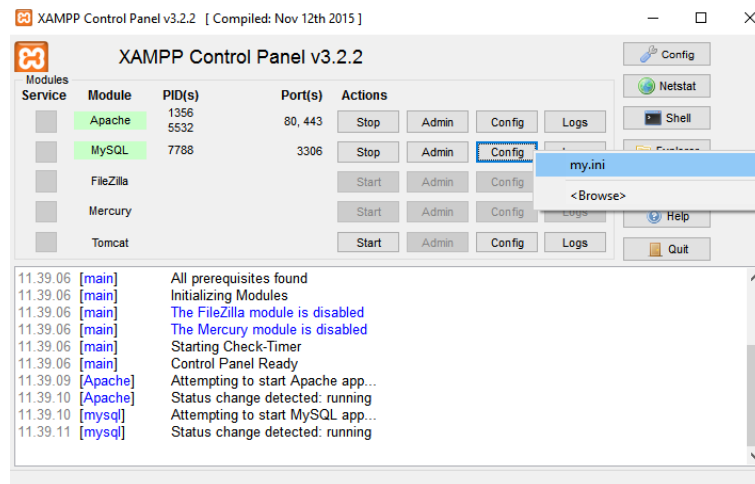 XAMPP Control Panel v3.2.2 [ Compiled: Nov 12th 2015 ]
XAMPP Control Panel v3.2.2
Config
Modules
Service Module PID(s) Port(s) Actions
Netstat
Apache 1356 5532 80, 443 Stop Admin Config Logs
Shell
MySQL 7788 3306 Stop Admin Config
my.ini
FileZilla Start Admin Config
<Browse>
Mercury Start Admin Config Logs
Help
Tomcat Start Admin Config Logs
Quit
11.39.06 [main] All prerequisites found
11.39.06 [main] Initializing Modules
11.39.06 [main] The FileZilla module is disabled
11.39.06 [main] The Mercury module is disabled
11.39.06 [main] Starting Check-Timer
11.39.06 [main] Control Panel Ready
11.39.09 [Apache] Attempting to start Apache app...
11.39.10 [Apache] Status change detected: running
11.39.10 [mysql] Attempting to start MySQL app...
11.39.11 [mysql] Status change detected: running